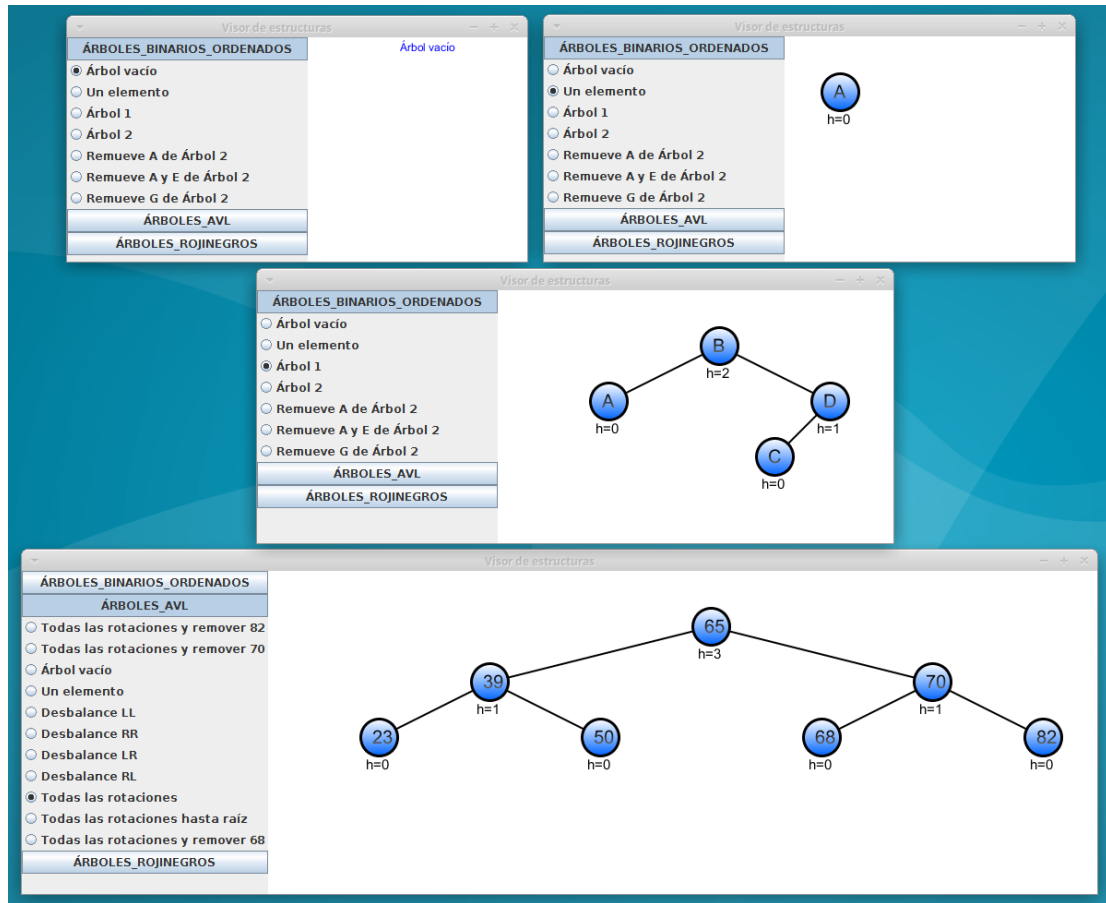 Visor de estructuras
ÁRBOLES_BINARIOS_ORDENADOS
Árbol vacío
Un elemento
Árbol 1
Árbol 2
Remueve A de Árbol 2
Remueve A y E de Árbol 2
Remueve G de Árbol 2
ÁRBOLES_AVL
ÁRBOLES_ROJINEGROS
Árbol vacío
Visor de estructuras
ÁRBOLES_BINARIOS_ORDENADOS
Árbol vacío
Un elemento
Árbol 1
Árbol 2
Remueve A de Árbol 2
Remueve A y E de Árbol 2
Remueve G de Árbol 2
ÁRBOLES_AVL
ÁRBOLES_ROJINEGROS
A
h=0
Visor de estructuras
ÁRBOLES_BINARIOS_ORDENADOS
Árbol vacío
Un elemento
Árbol 1
Árbol 2
Remueve A de Árbol 2
Remueve A y E de Árbol 2
Remueve G de Árbol 2
ÁRBOLES_AVL
ÁRBOLES_ROJINEGROS
B
h=2
A D
h=0 h=1
C
h=0
Visor de estructuras
ÁRBOLES_BINARIOS_ORDENADOS
ÁRBOLES_AVL
Todas las rotaciones y remover 82
Todas las rotaciones y remover 70
Árbol vacío
Un elemento
Desbalance LL
Desbalance RR
Desbalance LR
Desbalance RL
Todas las rotaciones
Todas las rotaciones hasta raíz
Todas las rotaciones y remover 68
ÁRBOLES_ROJINEGROS
65
h=3
39 70
h=1 h=1
23 50 68 82
h=0 h=0 h=0 h=0